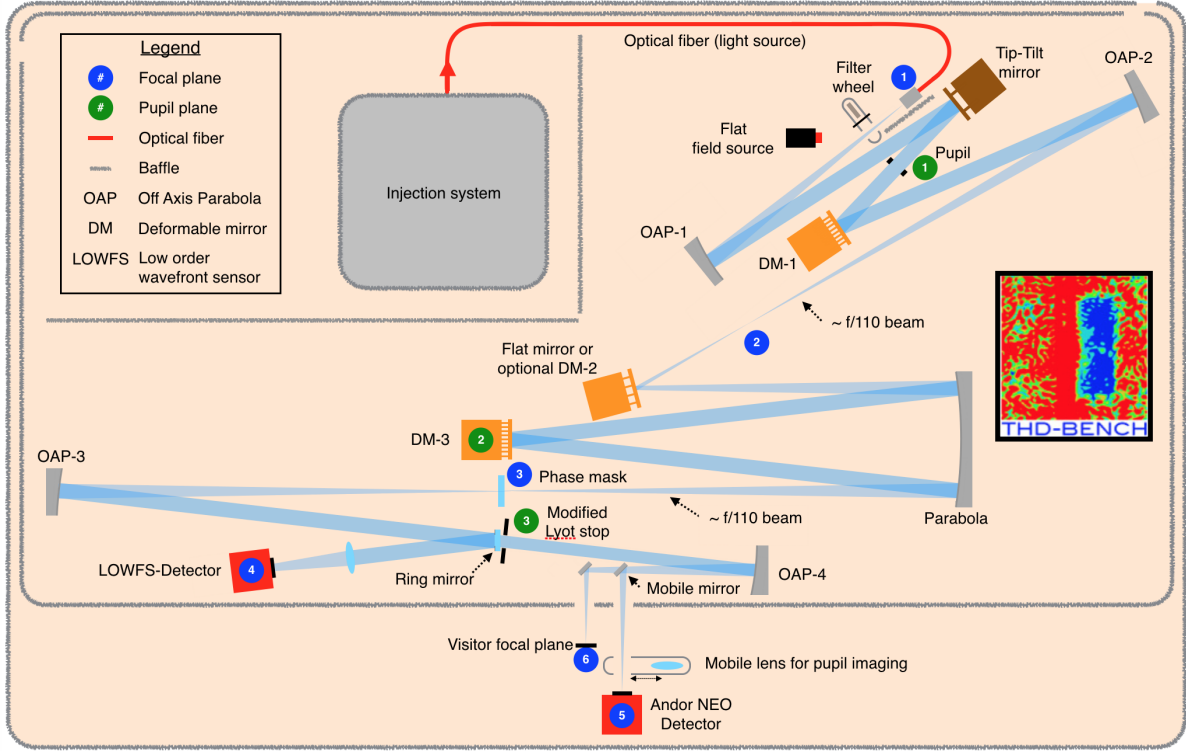 Legend
# Focal plane
# Pupil plane
Optical fiber
Baffle
OAP Off Axis Parabola
DM Deformable mirror
LOWFS Low order
wavefront sensor
Injection system
Optical fiber (light source)
1
Filter
wheel
Tip-Tilt
mirror
OAP-2
Flat
field source
Pupil
1
OAP-1
DM-1
~ f/110 beam
2
Flat mirror or
optional DM-2
THD-BENCH
DM-3
2
OAP-3
3
Phase mask
~ f/110 beam
Parabola
3
Modified
Lyot stop
LOWFS-Detector
4
Ring mirror
Mobile mirror
OAP-4
Visitor focal plane
6
Mobile lens for pupil imaging
5
Andor NEO
Detector